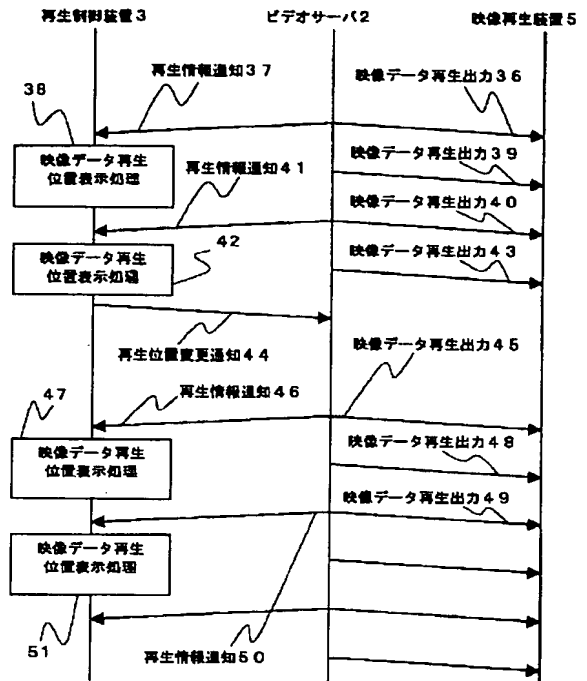 再生制御装置3
ビデオサーバ2
映像再生装置5
再生情報通知37
映像データ再生出力36
38
映像データ再生
位置表示処理
映像データ再生出力39
再生情報通知41
映像データ再生出力40
映像データ再生
位置表示処理
42
映像データ再生出力43
再生位置変更通知44
映像データ再生出力45
再生情報通知46
47
映像データ再生
位置表示処理
映像データ再生出力48
映像データ再生出力49
映像データ再生
位置表示処理
51
再生情報通知50